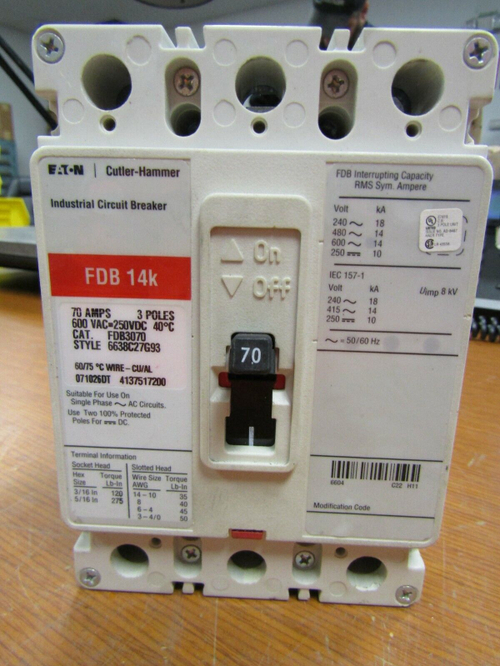 EATON | Cutler-Hammer
Industrial Circuit Breaker
FDB 14k
70 AMPS 3 POLES
600 VAC=250VDC 40°C
CAT. FDB3070
STYLE 6638C27G93
60/75 °C WIRE-CU/AL
071026DT 4137517200
Suitable For Use On
Single Phase ~ AC Circuits.
Use Two 100% Protected
Poles For ⎓ DC.
Terminal Information
Socket Head
Hex Torque
Size Lb-In
3/16 In 120
5/16 In 275
Slotted Head
Wire Size Torque
AWG Lb-In
14-10 35
8 40
6-4 45
3-4/0 50
On
OFF
70
FDB Interrupting Capacity
RMS Sym. Ampere
Volt kA
240 ~ 18
480 ~ 14
600 ~ 14
250 ⎓ 10
IEC 157-1
Volt kA
240 ~ 18
415 ~ 14
250 ⎓ 10
Uimp 8 kV
~ = 50/60 Hz
6604 C22 H11
Modification Code